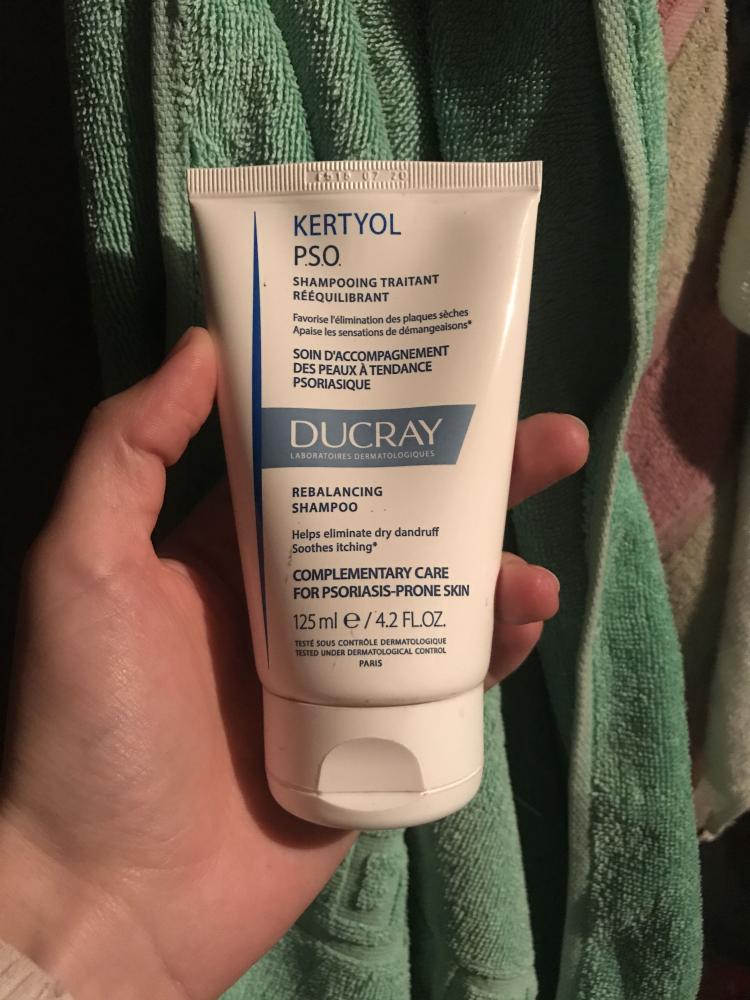 KERTYOL
P.S.O.
SHAMPOOING TRAITANT
RÉÉQUILIBRANT
Favorise l'élimination des plaques sèches
Apaise les sensations de démangeaisons*
SOIN D'ACCOMPAGNEMENT
DES PEAUX À TENDANCE
PSORIASIQUE
DUCRAY
LABORATOIRES DERMATOLOGIQUES
REBALANCING
SHAMPOO
Helps eliminate dry dandruff
Soothes itching*
COMPLEMENTARY CARE
FOR PSORIASIS-PRONE SKIN
125 ml ℮ / 4.2 FL.OZ.
TESTÉ SOUS CONTRÔLE DERMATOLOGIQUE
TESTED UNDER DERMATOLOGICAL CONTROL
PARIS